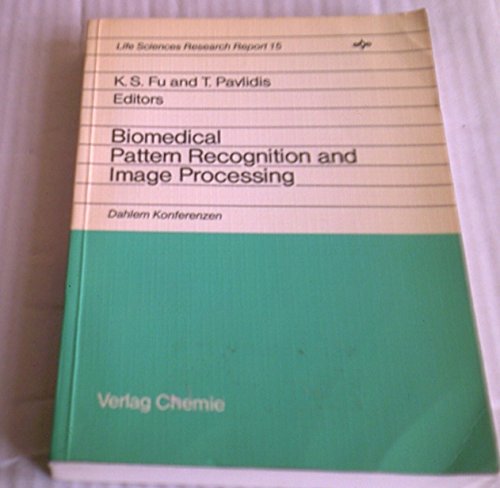 Life Sciences Research Report 15
K. S. Fu and T. Pavlidis
Editors
Biomedical
Pattern Recognition and
Image Processing
Dahlem Konferenzen
Verlag Chemie